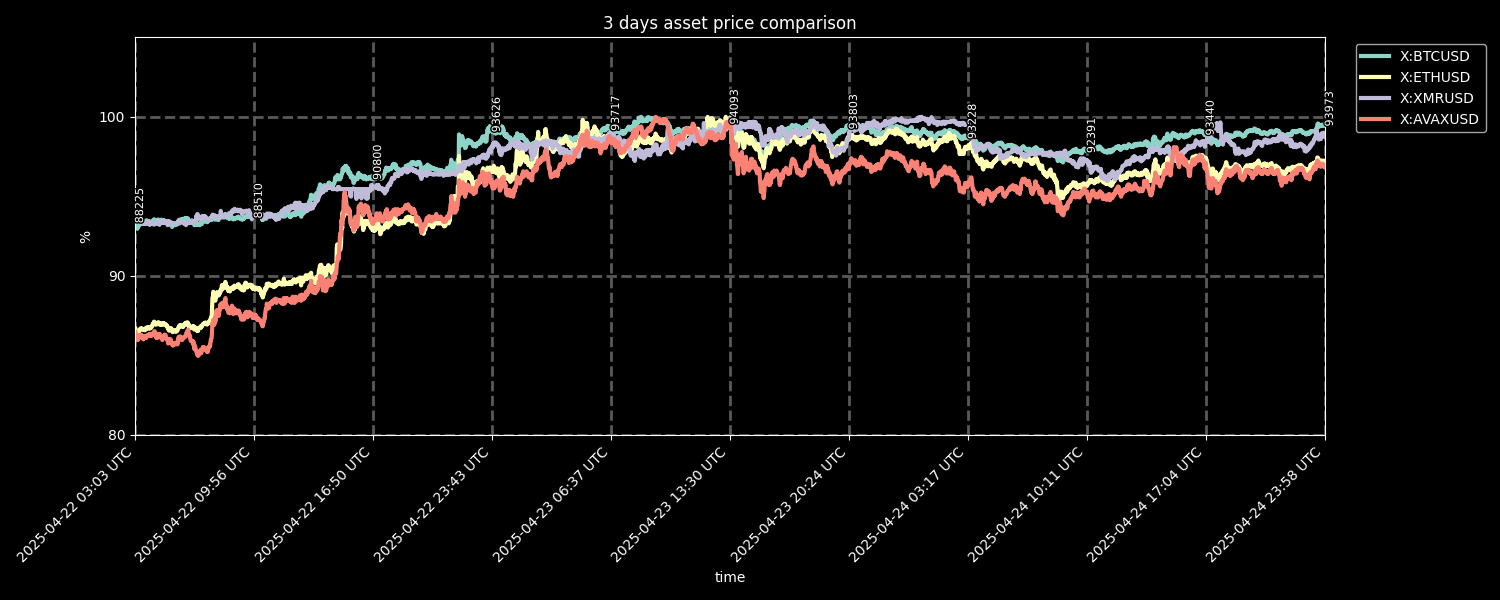 3 days asset price comparison
X:BTCUSD
X:ETHUSD
X:XMRUSD
X:AVAXUSD
100
90
80
%
88225
88510
90800
93626
93717
94093
93803
93228
92391
93440
93973
2025-04-22 03:03 UTC
2025-04-22 09:56 UTC
2025-04-22 16:50 UTC
2025-04-22 23:43 UTC
2025-04-23 06:37 UTC
2025-04-23 13:30 UTC
2025-04-23 20:24 UTC
2025-04-24 03:17 UTC
2025-04-24 10:11 UTC
2025-04-24 17:04 UTC
2025-04-24 23:58 UTC
time